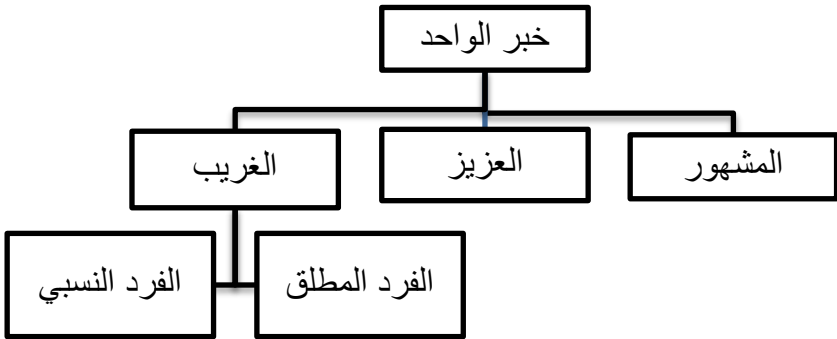 خبر الواحد
المشهور
العزيز
الغريب
الفرد المطلق
الفرد النسبي